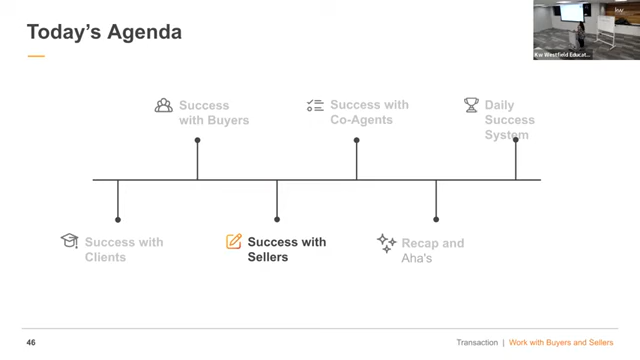 Today's Agenda
kw
Kw Westfield Educat...
Success
with Buyers
Success with
Co-Agents
Daily
Success
System
Success with
Clients
Success with
Sellers
Recap and
Aha's
46
Transaction | Work with Buyers and Sellers